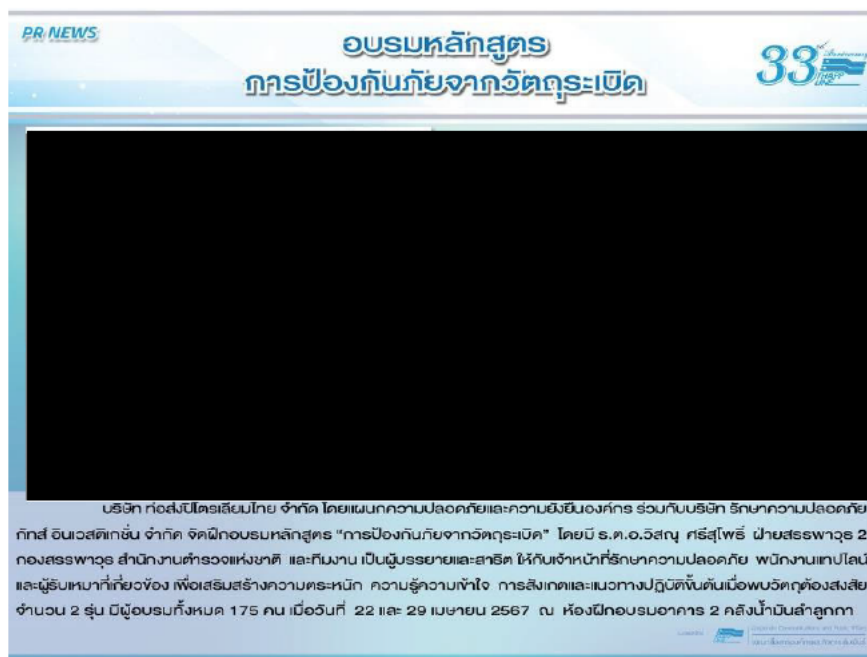 PR NEWS
อบรมหลักสูตร
การป้องกันภัยจากวัตถุระเบิด
33
THAPP
LINE
บริษัท ท่อส่งปิโตรเลียมไทย จำกัด โดยแผนกความปลอดภัยและความยั่งยืนองค์กร ร่วมกับบริษัท รักษาความปลอดภัย
กัทส์ อินเวสติเกชั่น จำกัด จัดฝึกอบรมหลักสูตร “การป้องกันภัยจากวัตถุระเบิด” โดยมี ร.ต.อ.วิสณุ ศรีสุโพธิ์ ฝ่ายสรรพาวุธ 2
กองสรรพาวุธ สำนักงานตำรวจแห่งชาติ และทีมงาน เป็นผู้บรรยายและสาธิต ให้กับเจ้าหน้าที่รักษาความปลอดภัย พนักงานแทปไลน์
และผู้รับเหมาที่เกี่ยวข้อง เพื่อเสริมสร้างความตระหนัก ความรู้ความเข้าใจ การสังเกตและแนวทางปฏิบัติขั้นต้นเมื่อพบวัตถุต้องสงสัย
จำนวน 2 รุ่น มีผู้อบรมทั้งหมด 175 คน เมื่อวันที่ 22 และ 29 เมษายน 2567 ณ ห้องฝึกอบรมอาคาร 2 คลังน้ำมันลำลูกกา